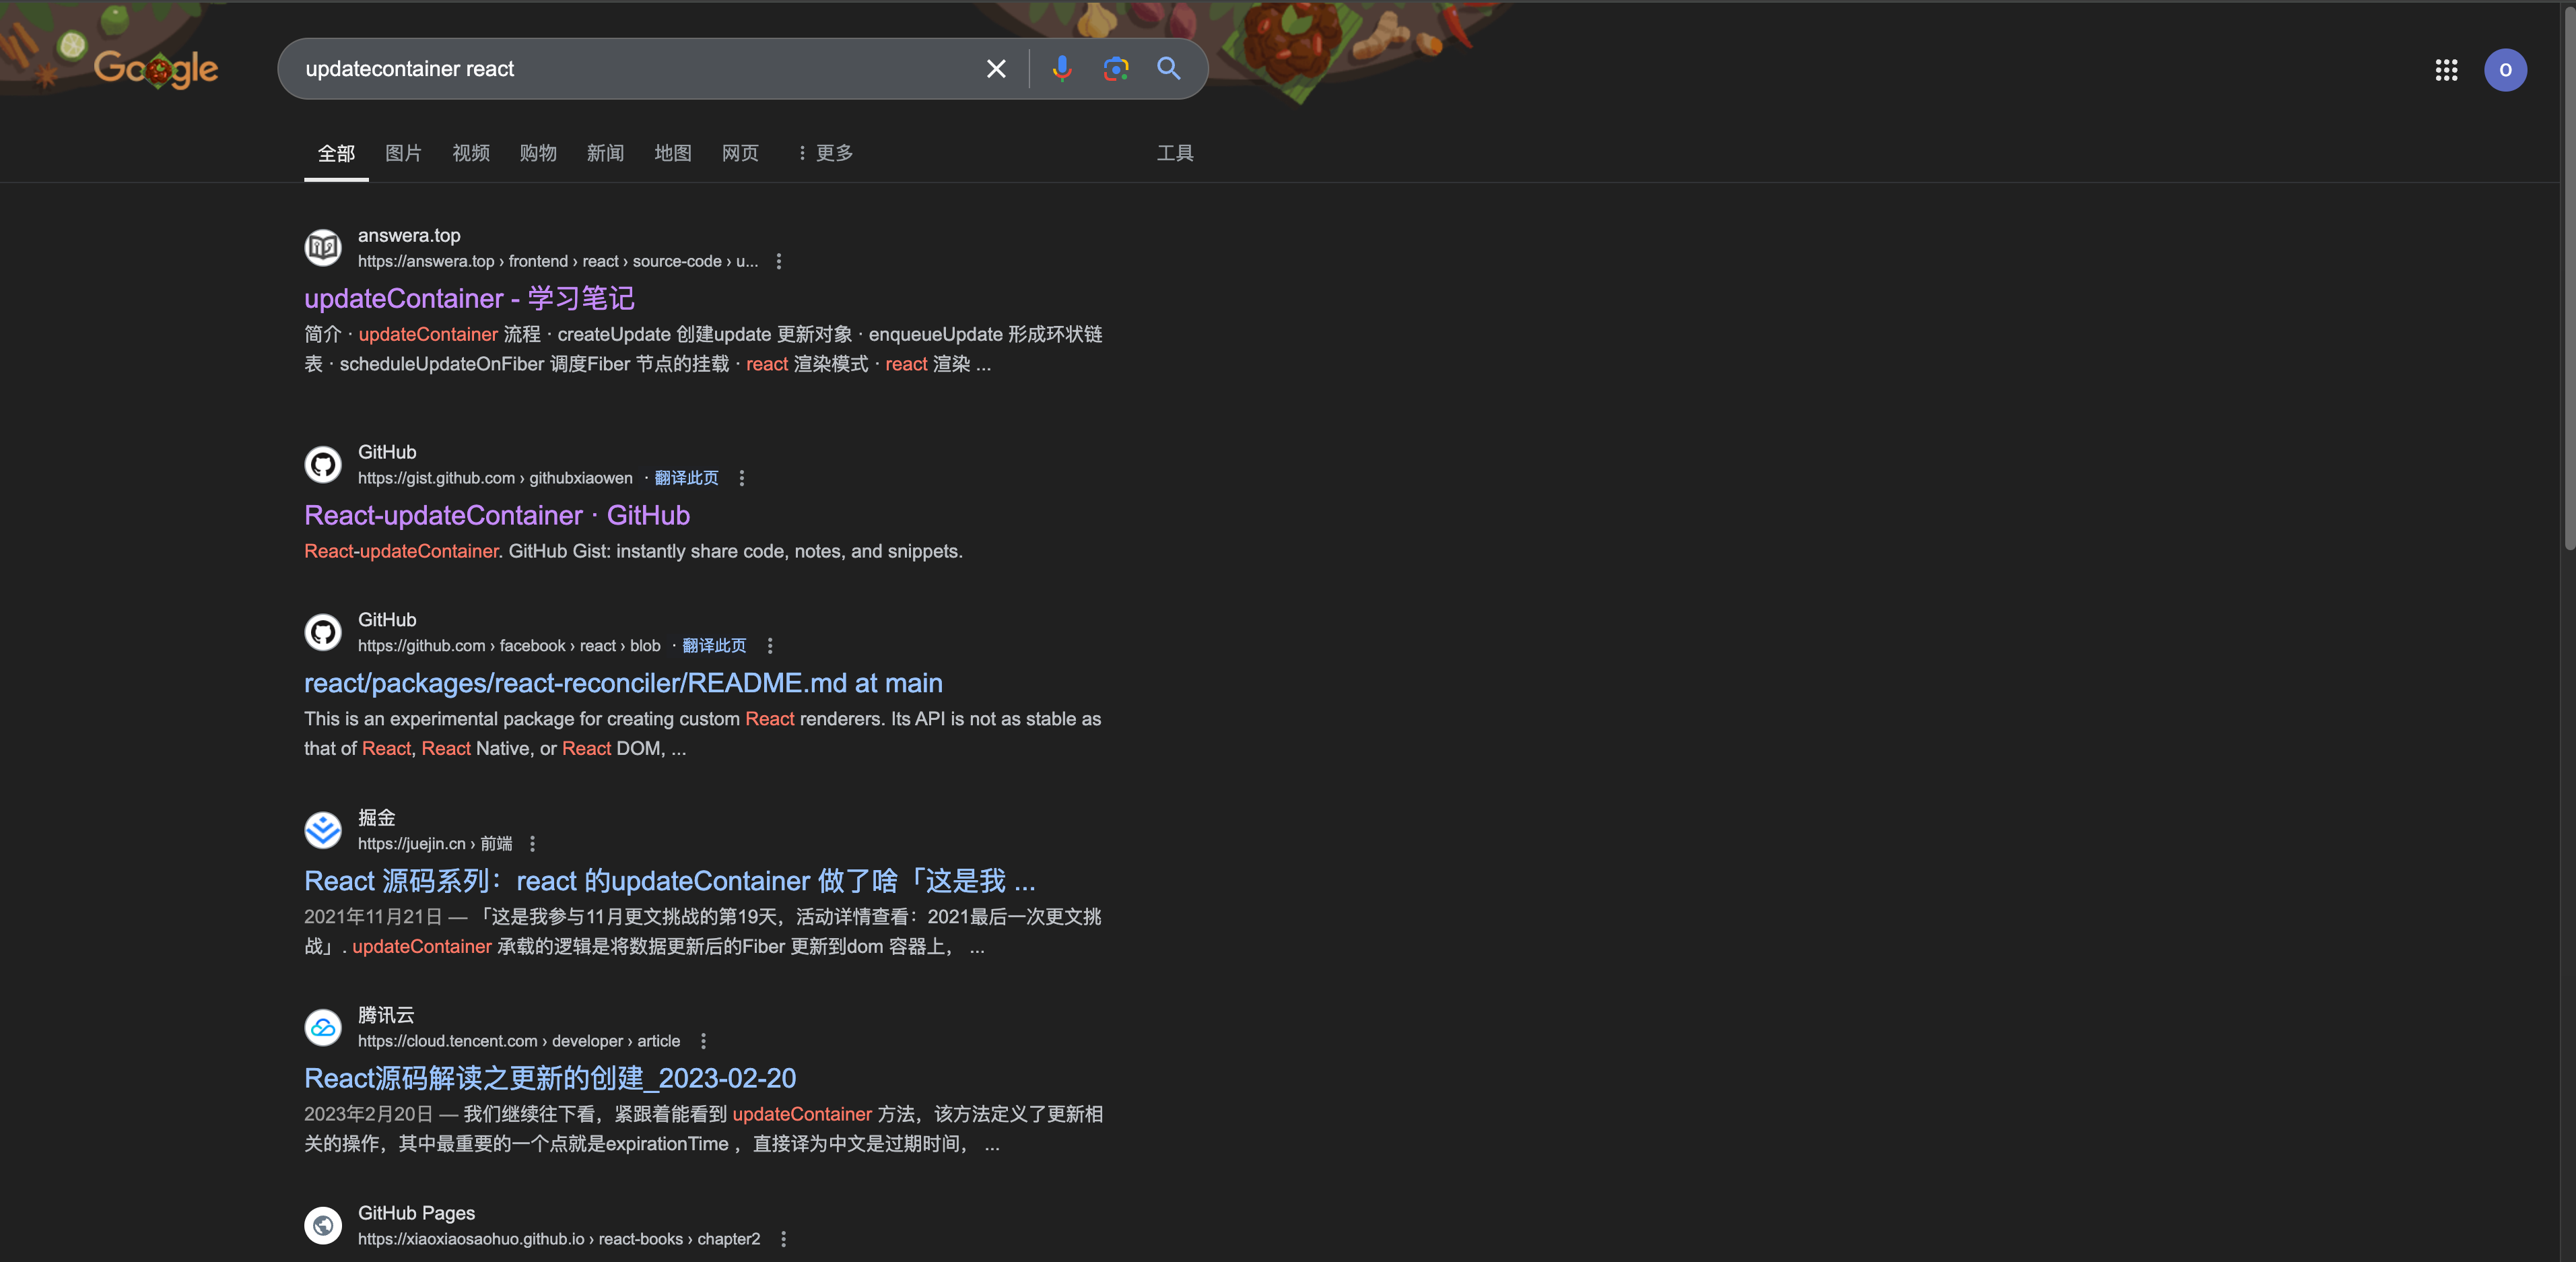 Google
updatecontainer react
O
全部 图片 视频 购物 新闻 地图 网页 更多 工具
answera.top
https://answera.top › frontend › react › source-code › u...
updateContainer - 学习笔记
简介 · updateContainer 流程 · createUpdate 创建update 更新对象 · enqueueUpdate 形成环状链
表 · scheduleUpdateOnFiber 调度Fiber 节点的挂载 · react 渲染模式 · react 渲染 ...
GitHub
https://gist.github.com › githubxiaowen · 翻译此页
React-updateContainer · GitHub
React-updateContainer. GitHub Gist: instantly share code, notes, and snippets.
GitHub
https://github.com › facebook › react › blob · 翻译此页
react/packages/react-reconciler/README.md at main
This is an experimental package for creating custom React renderers. Its API is not as stable as
that of React, React Native, or React DOM, ...
掘金
https://juejin.cn › 前端
React 源码系列：react 的updateContainer 做了啥「这是我 ...
2021年11月21日 — 「这是我参与11月更文挑战的第19天，活动详情查看：2021最后一次更文挑
战」. updateContainer 承载的逻辑是将数据更新后的Fiber 更新到dom 容器上， ...
腾讯云
https://cloud.tencent.com › developer › article
React源码解读之更新的创建_2023-02-20
2023年2月20日 — 我们继续往下看，紧跟着能看到 updateContainer 方法，该方法定义了更新相
关的操作，其中最重要的一个点就是expirationTime ，直接译为中文是过期时间， ...
GitHub Pages
https://xiaoxiaosaohuo.github.io › react-books › chapter2